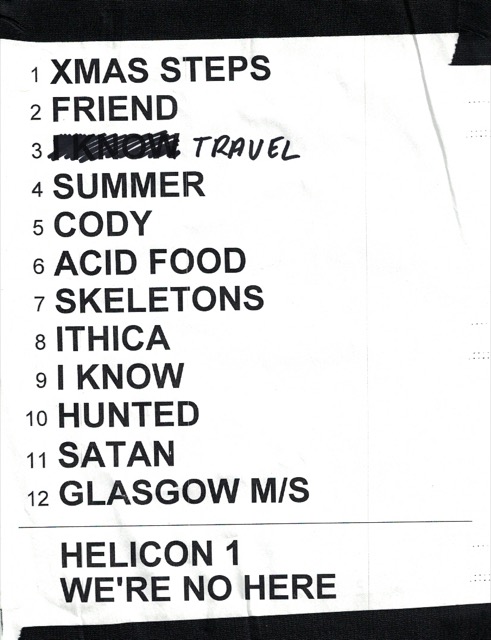 1 XMAS STEPS
2 FRIEND
3 I KNOW TRAVEL
4 SUMMER
5 CODY
6 ACID FOOD
7 SKELETONS
8 ITHICA
9 I KNOW
10 HUNTED
11 SATAN
12 GLASGOW M/S
HELICON 1
WE'RE NO HERE